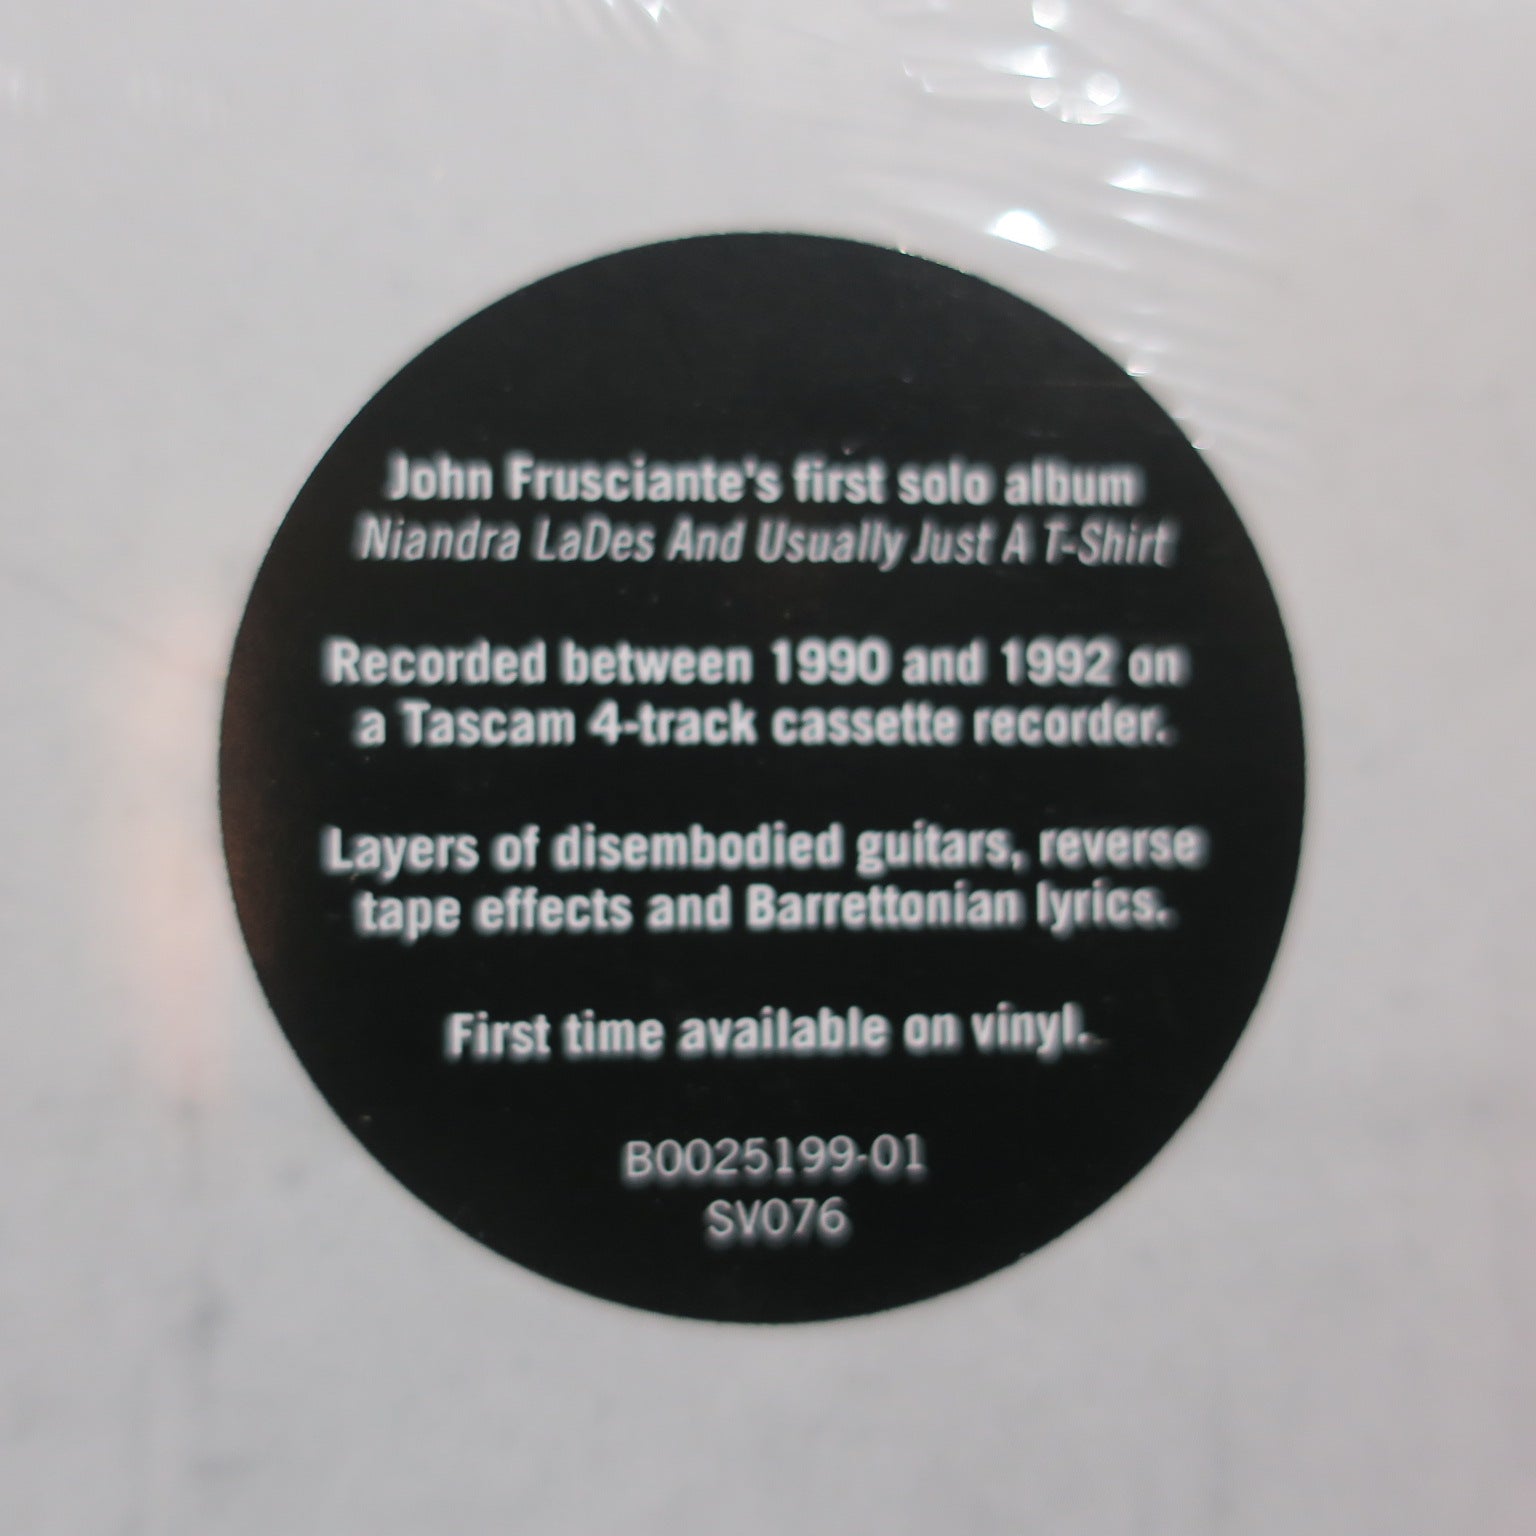 John Frusciante's first solo album
Niandra LaDes And Usually Just A T-Shirt
Recorded between 1990 and 1992 on
a Tascam 4-track cassette recorder.
Layers of disembodied guitars, reverse
tape effects and Barrettonian lyrics.
First time available on vinyl.
B0025199-01
SV076